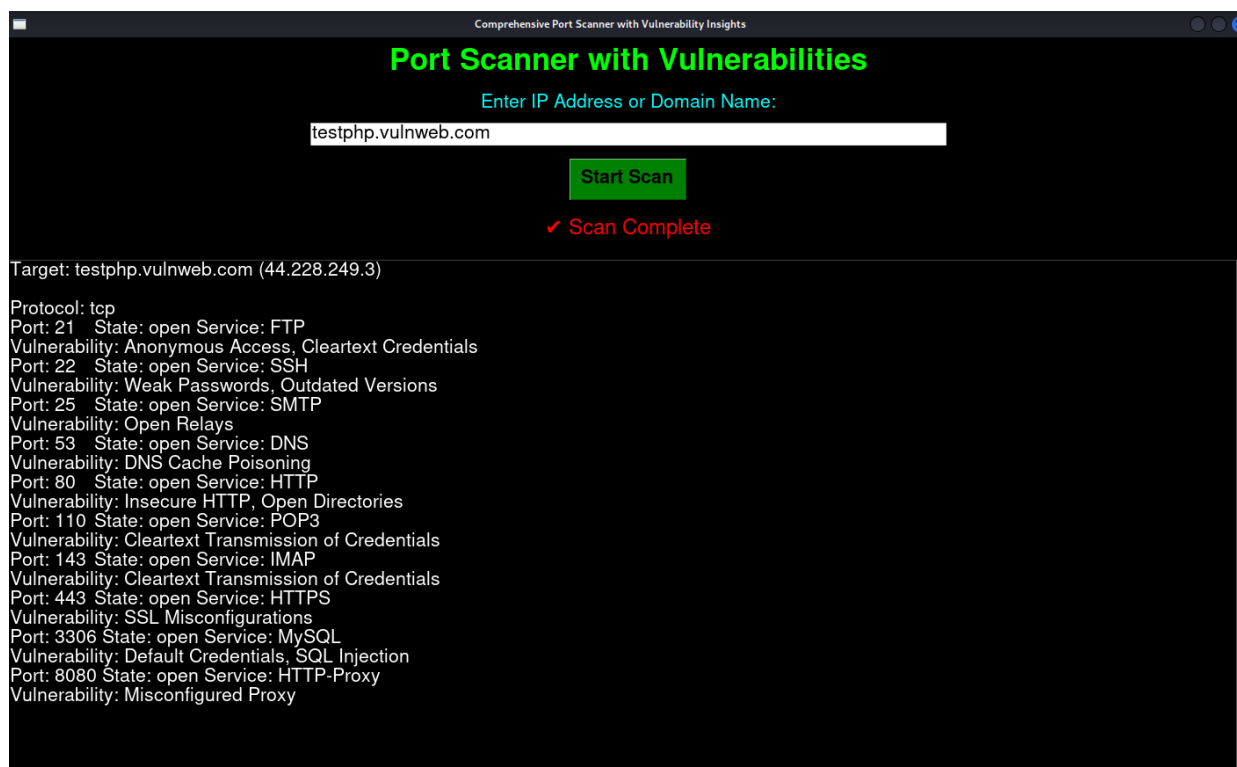 Comprehensive Port Scanner with Vulnerability Insights
Port Scanner with Vulnerabilities
Enter IP Address or Domain Name:
testphp.vulnweb.com
Start Scan
✔ Scan Complete
Target: testphp.vulnweb.com (44.228.249.3)
Protocol: tcp
Port: 21 State: open Service: FTP
Vulnerability: Anonymous Access, Cleartext Credentials
Port: 22 State: open Service: SSH
Vulnerability: Weak Passwords, Outdated Versions
Port: 25 State: open Service: SMTP
Vulnerability: Open Relays
Port: 53 State: open Service: DNS
Vulnerability: DNS Cache Poisoning
Port: 80 State: open Service: HTTP
Vulnerability: Insecure HTTP, Open Directories
Port: 110 State: open Service: POP3
Vulnerability: Cleartext Transmission of Credentials
Port: 143 State: open Service: IMAP
Vulnerability: Cleartext Transmission of Credentials
Port: 443 State: open Service: HTTPS
Vulnerability: SSL Misconfigurations
Port: 3306 State: open Service: MySQL
Vulnerability: Default Credentials, SQL Injection
Port: 8080 State: open Service: HTTP-Proxy
Vulnerability: Misconfigured Proxy